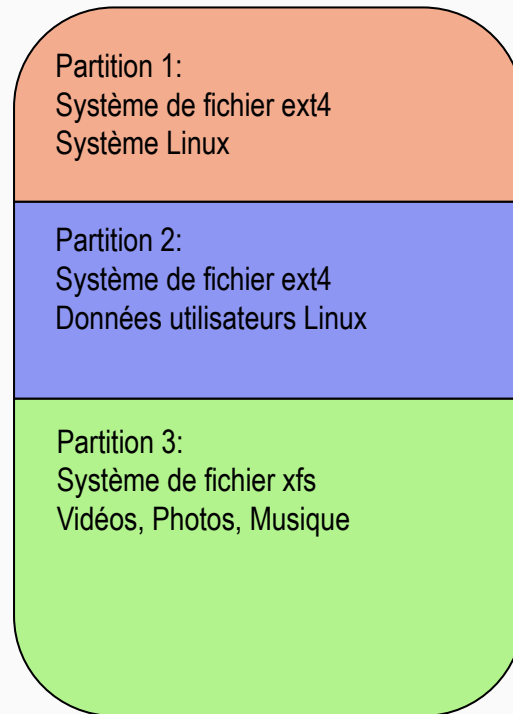 Partition 1:
Système de fichier ext4
Système Linux
Partition 2:
Système de fichier ext4
Données utilisateurs Linux
Partition 3:
Système de fichier xfs
Vidéos, Photos, Musique